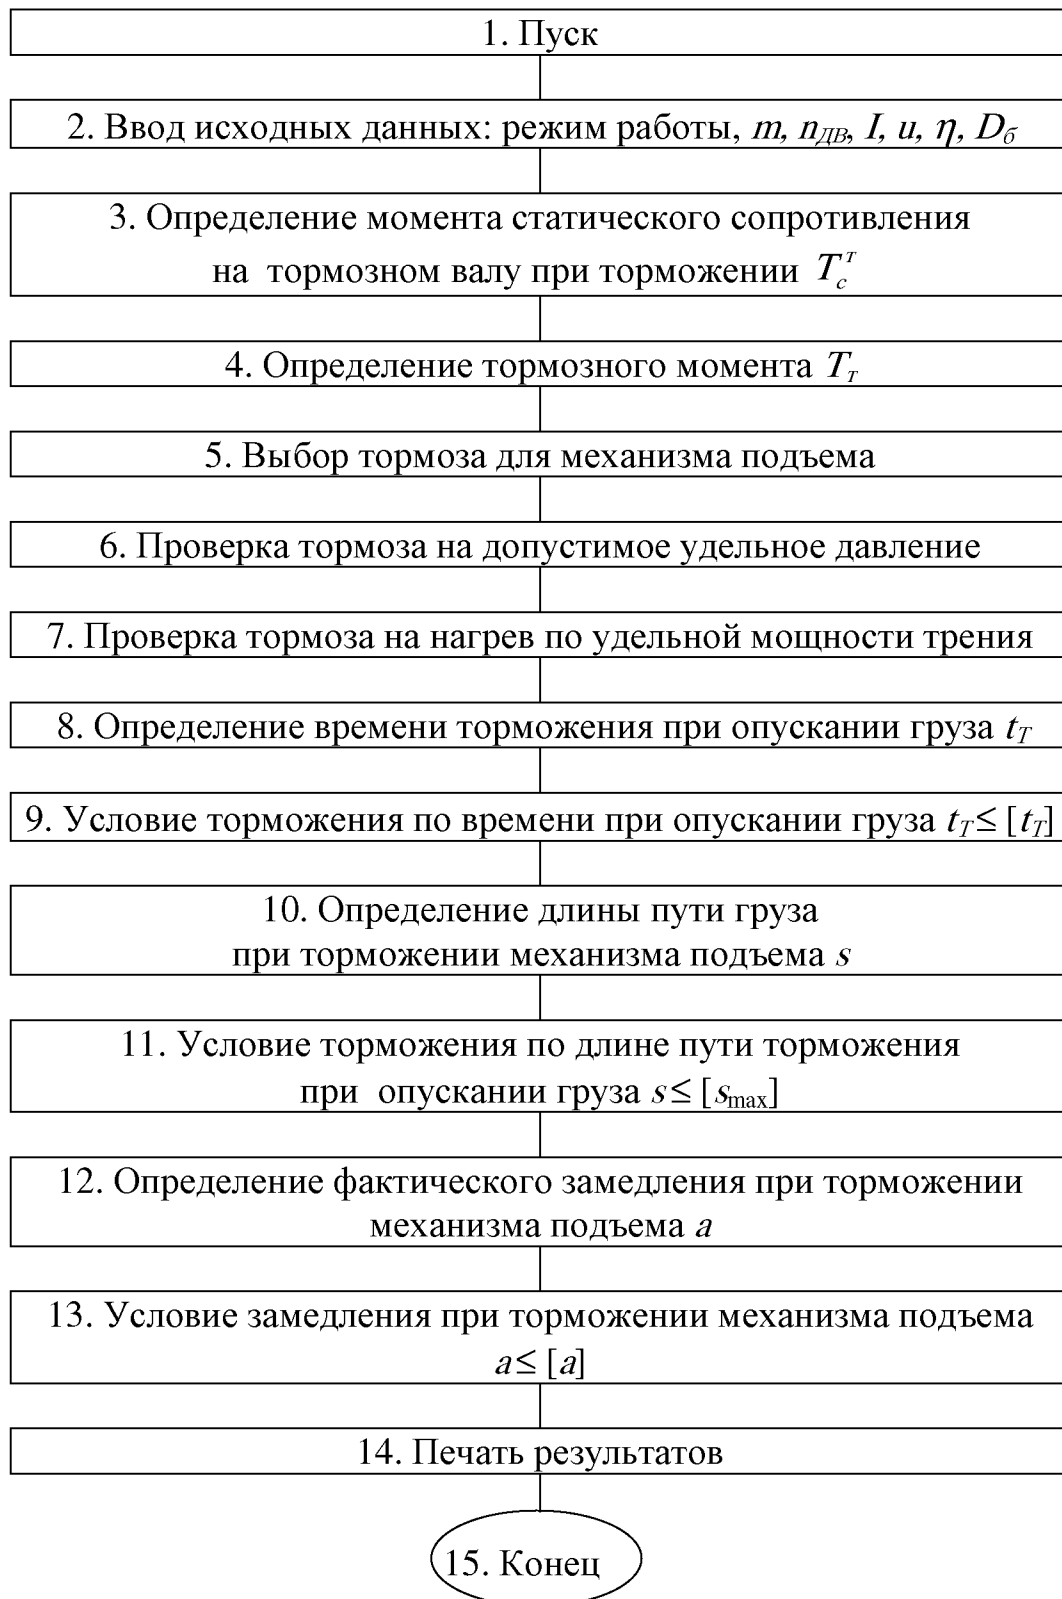 1. Пуск
2. Ввод исходных данных: режим работы, m, n_ДВ, I, u, η, D_б
3. Определение момента статического сопротивления
на тормозном валу при торможении T_c^т
4. Определение тормозного момента T_т
5. Выбор тормоза для механизма подъема
6. Проверка тормоза на допустимое удельное давление
7. Проверка тормоза на нагрев по удельной мощности трения
8. Определение времени торможения при опускании груза t_T
9. Условие торможения по времени при опускании груза t_T ≤ [t_T]
10. Определение длины пути груза
при торможении механизма подъема s
11. Условие торможения по длине пути торможения
при опускании груза s ≤ [s_max]
12. Определение фактического замедления при торможении
механизма подъема a
13. Условие замедления при торможении механизма подъема
a ≤ [a]
14. Печать результатов
15. Конец